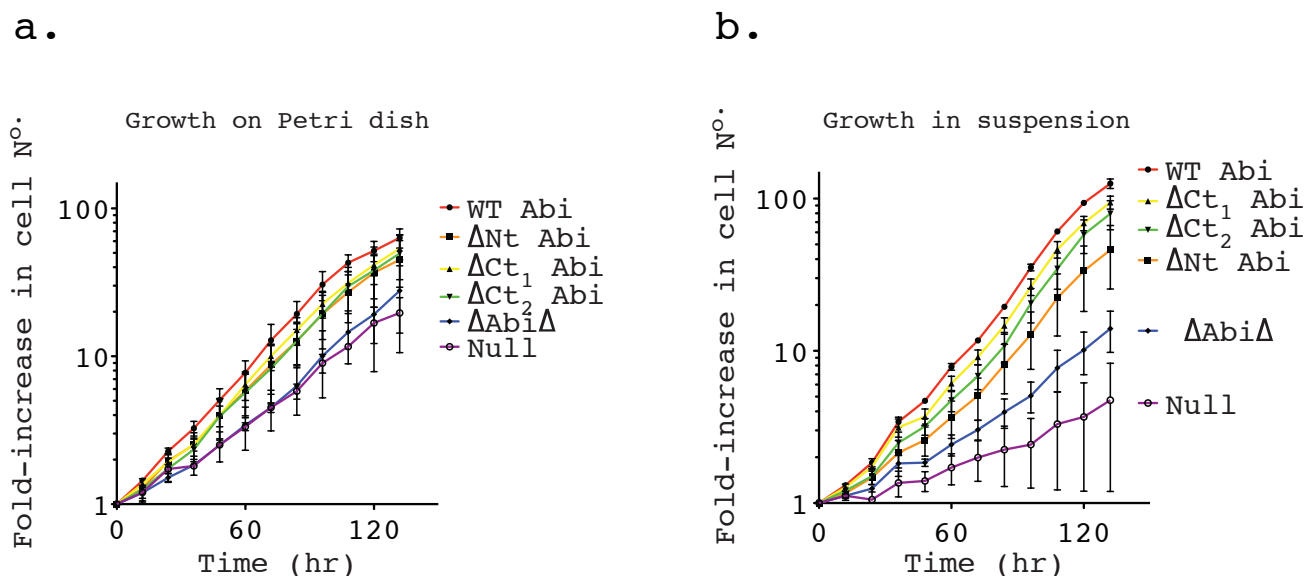 a.
Growth on Petri dish
Fold-increase in cell Nº.
100
10
1
0
60
120
Time (hr)
WT Abi
ΔNt Abi
ΔCt1 Abi
ΔCt2 Abi
ΔAbiΔ
Null
b.
Growth in suspension
Fold-increase in cell Nº.
100
10
1
0
60
120
Time (hr)
WT Abi
ΔCt1 Abi
ΔCt2 Abi
ΔNt Abi
ΔAbiΔ
Null